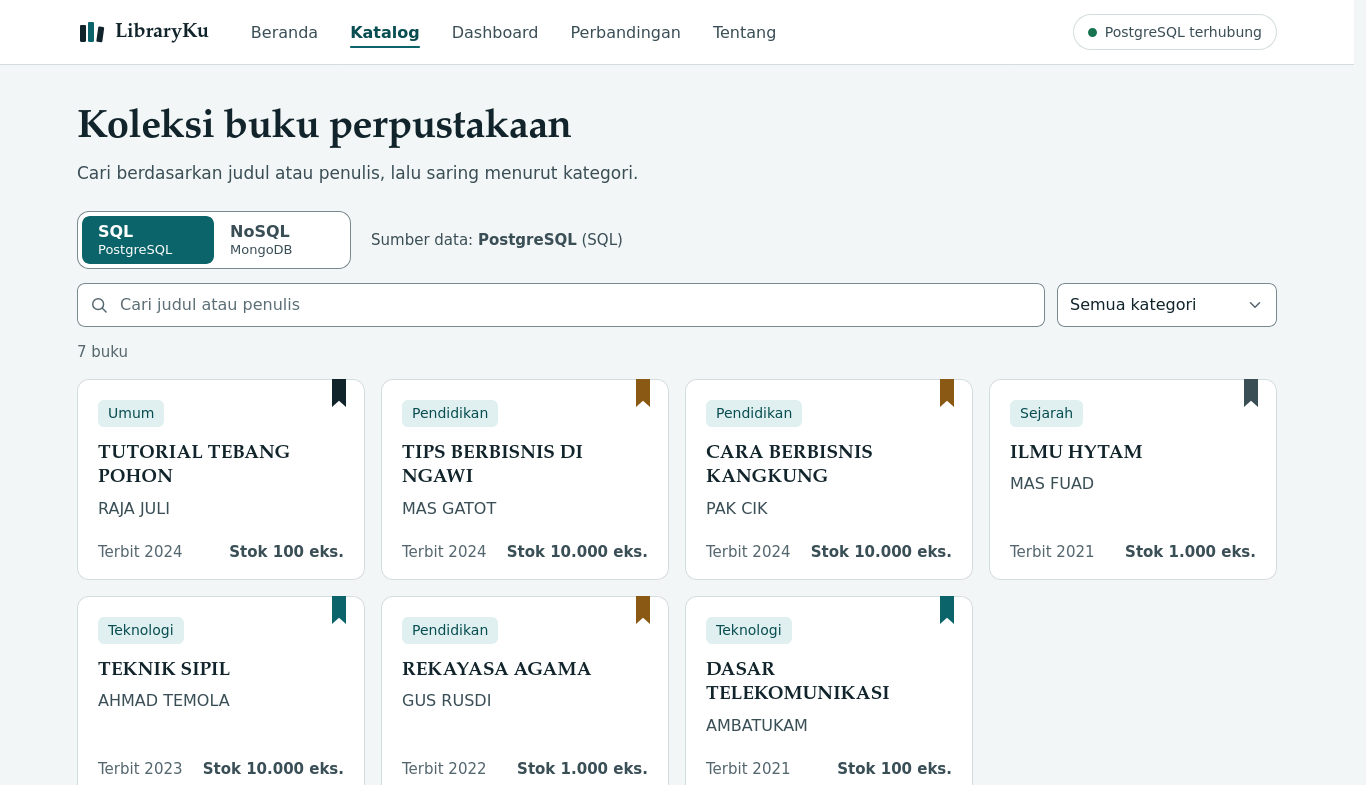 LibraryKu
Beranda
Katalog
Dashboard
Perbandingan
Tentang
PostgreSQL terhubung
Koleksi buku perpustakaan
Cari berdasarkan judul atau penulis, lalu saring menurut kategori.
SQL
PostgreSQL
NoSQL
MongoDB
Sumber data: PostgreSQL (SQL)
Cari judul atau penulis
Semua kategori
7 buku
Umum
TUTORIAL TEBANG
POHON
RAJA JULI
Terbit 2024
Stok 100 eks.
Pendidikan
TIPS BERBISNIS DI
NGAWI
MAS GATOT
Terbit 2024
Stok 10.000 eks.
Pendidikan
CARA BERBISNIS
KANGKUNG
PAK CIK
Terbit 2024
Stok 10.000 eks.
Sejarah
ILMU HYTAM
MAS FUAD
Terbit 2021
Stok 1.000 eks.
Teknologi
TEKNIK SIPIL
AHMAD TEMOLA
Terbit 2023
Stok 10.000 eks.
Pendidikan
REKAYASA AGAMA
GUS RUSDI
Terbit 2022
Stok 1.000 eks.
Teknologi
DASAR
TELEKOMUNIKASI
AMBATUKAM
Terbit 2021
Stok 100 eks.